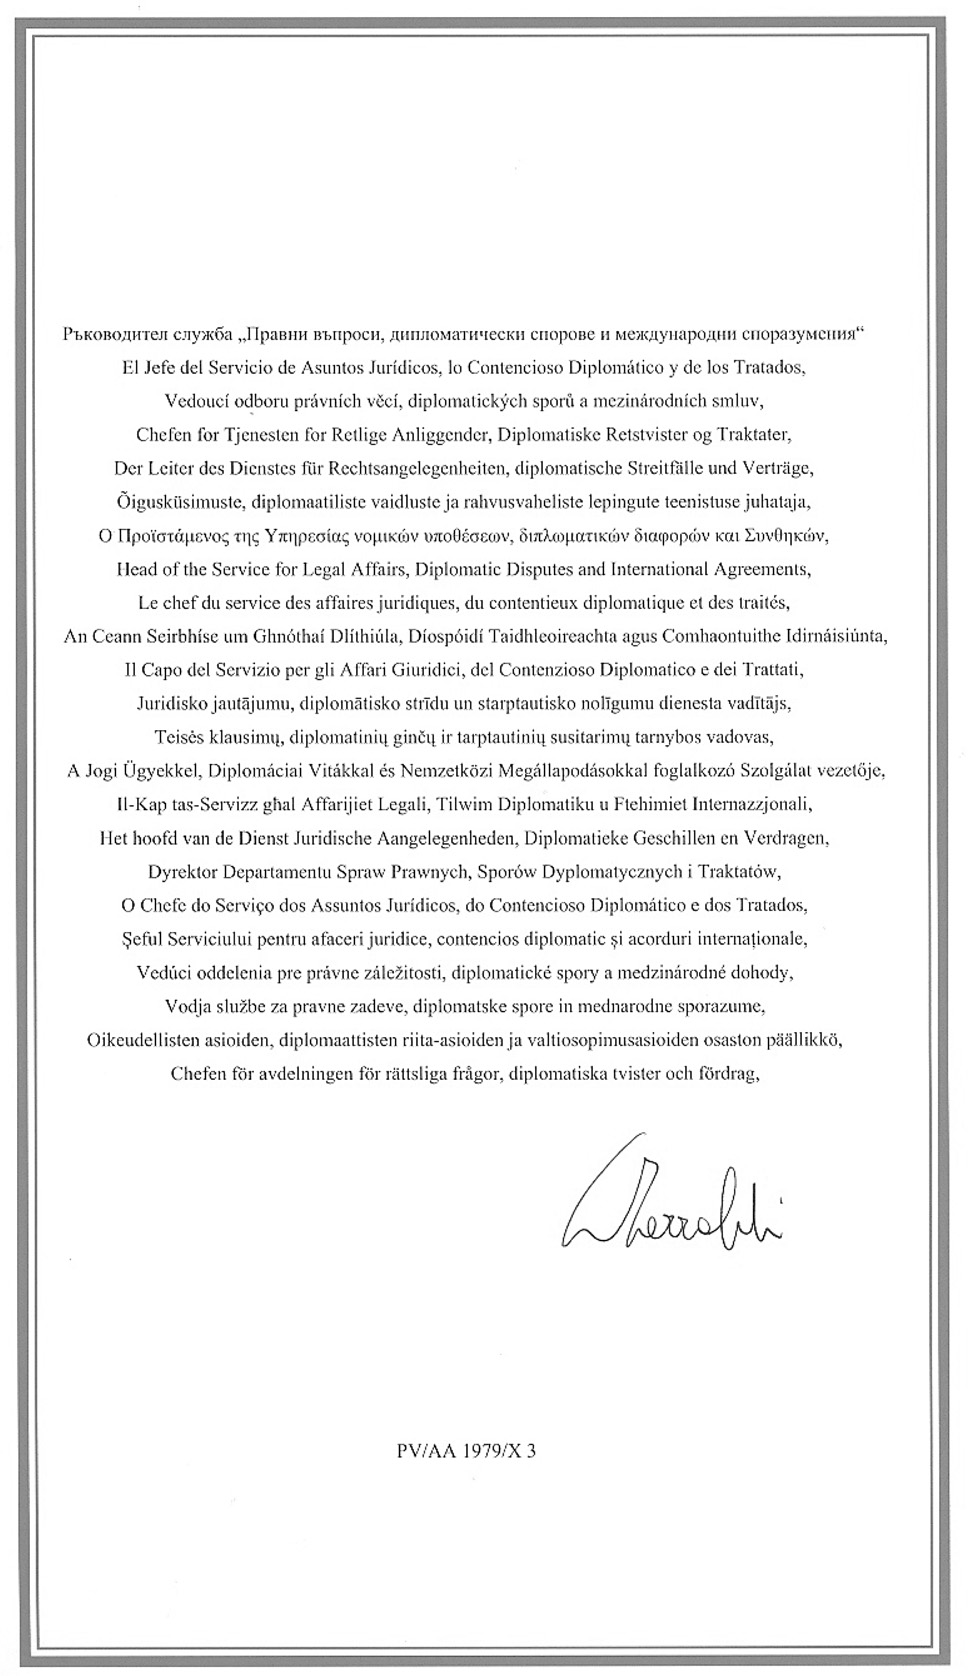 Ръководител служба „Правни въпроси, дипломатически спорове и международни споразумения“
El Jefe del Servicio de Asuntos Jurídicos, lo Contencioso Diplomático y de los Tratados,
Vedoucí odboru právních věcí, diplomatických sporů a mezinárodních smluv,
Chefen for Tjenesten for Retlige Anliggender, Diplomatiske Retstvister og Traktater,
Der Leiter des Dienstes für Rechtsangelegenheiten, diplomatische Streitfälle und Verträge,
Õigusküsimuste, diplomaatiliste vaidluste ja rahvusvaheliste lepingute teenistuse juhataja,
Ο Προϊστάμενος της Υπηρεσίας νομικών υποθέσεων, διπλωματικών διαφορών και Συνθηκών,
Head of the Service for Legal Affairs, Diplomatic Disputes and International Agreements,
Le chef du service des affaires juridiques, du contentieux diplomatique et des traités,
An Ceann Seirbhíse um Ghnóthaí Dlíthiúla, Díospóidí Taidhleoireachta agus Comhaontuithe Idirnáisiúnta,
Il Capo del Servizio per gli Affari Giuridici, del Contenzioso Diplomatico e dei Trattati,
Juridisko jautājumu, diplomātisko strīdu un starptautisko nolīgumu dienesta vadītājs,
Teisės klausimų, diplomatinių ginčų ir tarptautinių susitarimų tarnybos vadovas,
A Jogi Ügyekkel, Diplomáciai Vitákkal és Nemzetközi Megállapodásokkal foglalkozó Szolgálat vezetője,
Il-Kap tas-Servizz għal Affarijiet Legali, Tilwim Diplomatiku u Ftehimiet Internazzjonali,
Het hoofd van de Dienst Juridische Aangelegenheden, Diplomatieke Geschillen en Verdragen,
Dyrektor Departamentu Spraw Prawnych, Sporów Dyplomatycznych i Traktatów,
O Chefe do Serviço dos Assuntos Jurídicos, do Contencioso Diplomático e dos Tratados,
Șeful Serviciului pentru afaceri juridice, contencios diplomatic și acorduri internaționale,
Vedúci oddelenia pre právne záležitosti, diplomatické spory a medzinárodné dohody,
Vodja službe za pravne zadeve, diplomatske spore in mednarodne sporazume,
Oikeudellisten asioiden, diplomaattisten riita-asioiden ja valtiosopimusasioiden osaston päällikkö,
Chefen för avdelningen för rättsliga frågor, diplomatiska tvister och fördrag,
PV/AA 1979/X 3